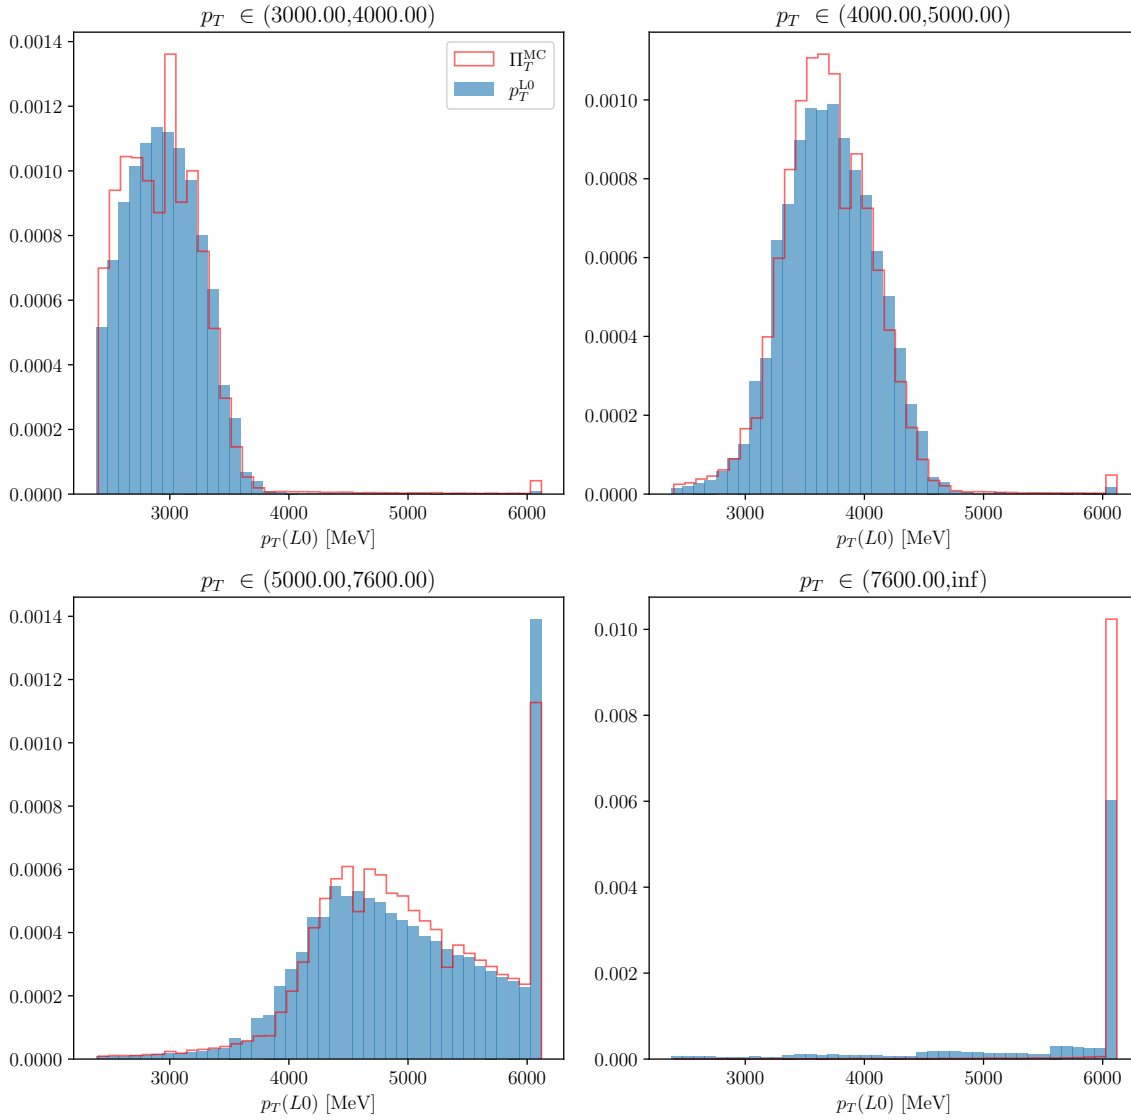 p_T ∈ (3000.00,4000.00)
0.0014
0.0012
0.0010
0.0008
0.0006
0.0004
0.0002
0.0000
Π_T^MC
p_T^L0
3000 4000 5000 6000
p_T(L0) [MeV]
p_T ∈ (4000.00,5000.00)
0.0010
0.0008
0.0006
0.0004
0.0002
0.0000
3000 4000 5000 6000
p_T(L0) [MeV]
p_T ∈ (5000.00,7600.00)
0.0014
0.0012
0.0010
0.0008
0.0006
0.0004
0.0002
0.0000
3000 4000 5000 6000
p_T(L0) [MeV]
p_T ∈ (7600.00,inf)
0.010
0.008
0.006
0.004
0.002
0.000
3000 4000 5000 6000
p_T(L0) [MeV]